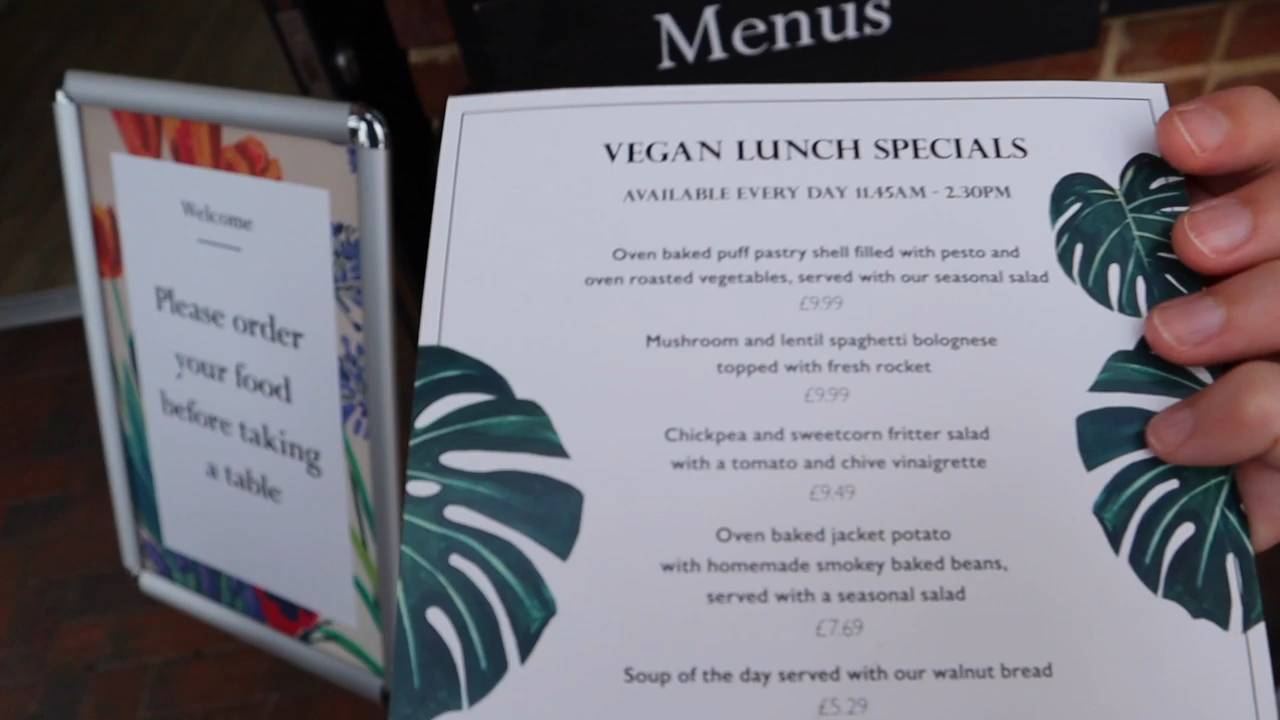 Menus
VEGAN LUNCH SPECIALS
AVAILABLE EVERY DAY 11.45AM - 2.30PM
Oven baked puff pastry shell filled with pesto and
oven roasted vegetables, served with our seasonal salad
£9.99
Mushroom and lentil spaghetti bolognese
topped with fresh rocket
£9.99
Chickpea and sweetcorn fritter salad
with a tomato and chive vinaigrette
£9.49
Oven baked jacket potato
with homemade smokey baked beans,
served with a seasonal salad
£7.69
Soup of the day served with our walnut bread
£5.29
Welcome
Please order
your food
before taking
a table